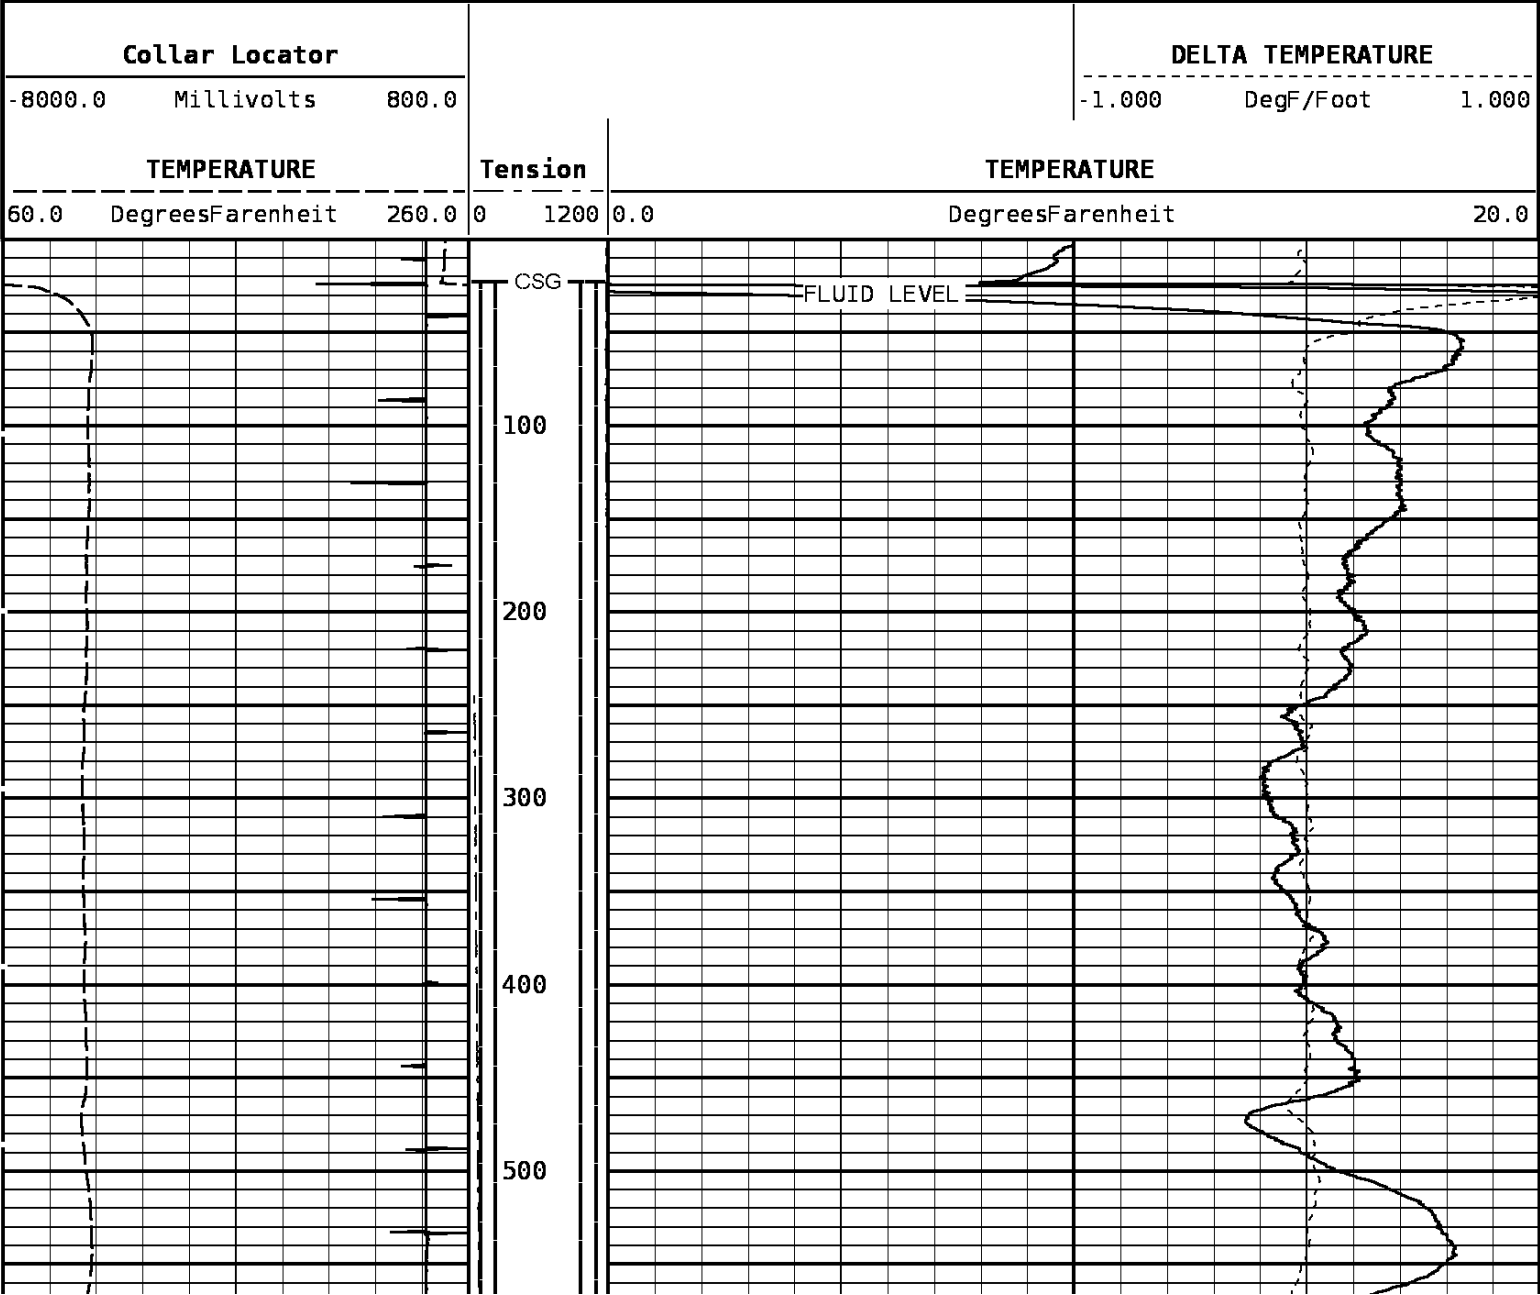 Collar Locator
-8000.0 Millivolts 800.0
DELTA TEMPERATURE
-1.000 DegF/Foot 1.000
TEMPERATURE
60.0 DegreesFarenheit 260.0
Tension
0 1200
TEMPERATURE
0.0 DegreesFarenheit 20.0
CSG
FLUID LEVEL
100
200
300
400
500